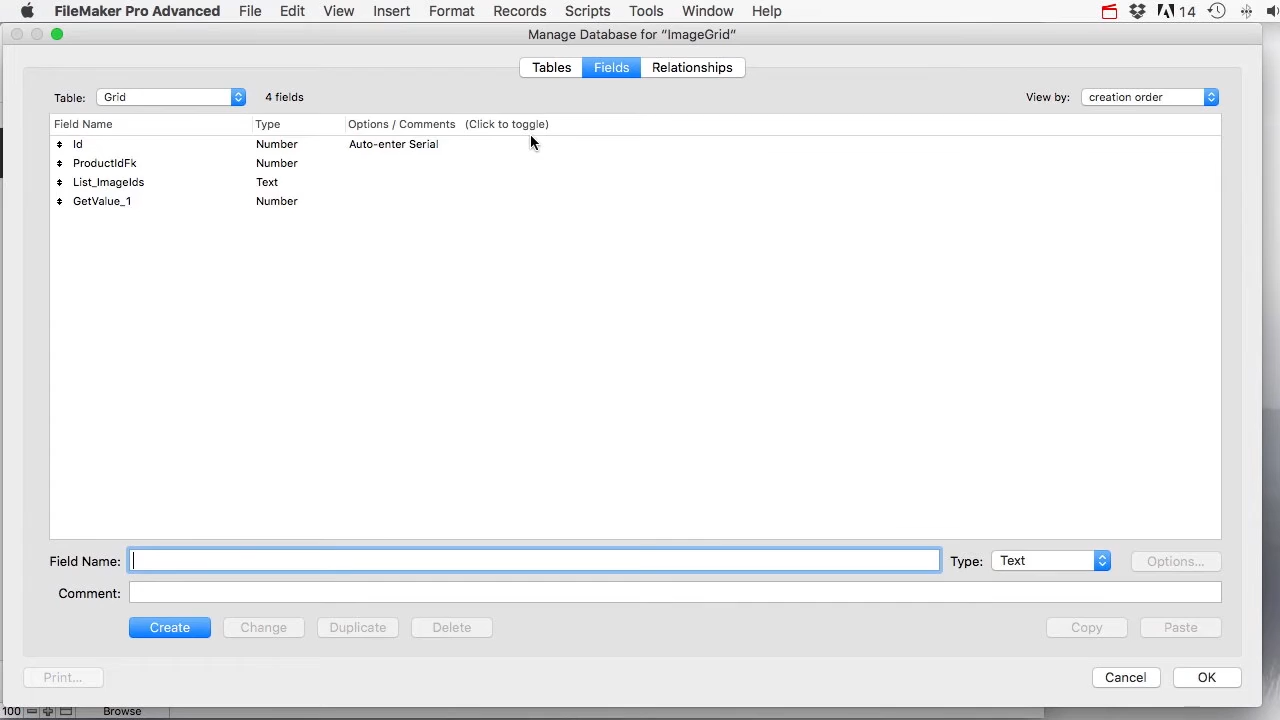 FileMaker Pro Advanced File Edit View Insert Format Records Scripts Tools Window Help 14
Manage Database for “ImageGrid”
Tables Fields Relationships
Table: Grid 4 fields View by: creation order
Field Name Type Options / Comments (Click to toggle)
Id Number Auto-enter Serial
ProductIdFk Number
List_ImageIds Text
GetValue_1 Number
Field Name: Type: Text Options...
Comment:
Create Change Duplicate Delete Copy Paste
Print... Cancel OK
100 Browse